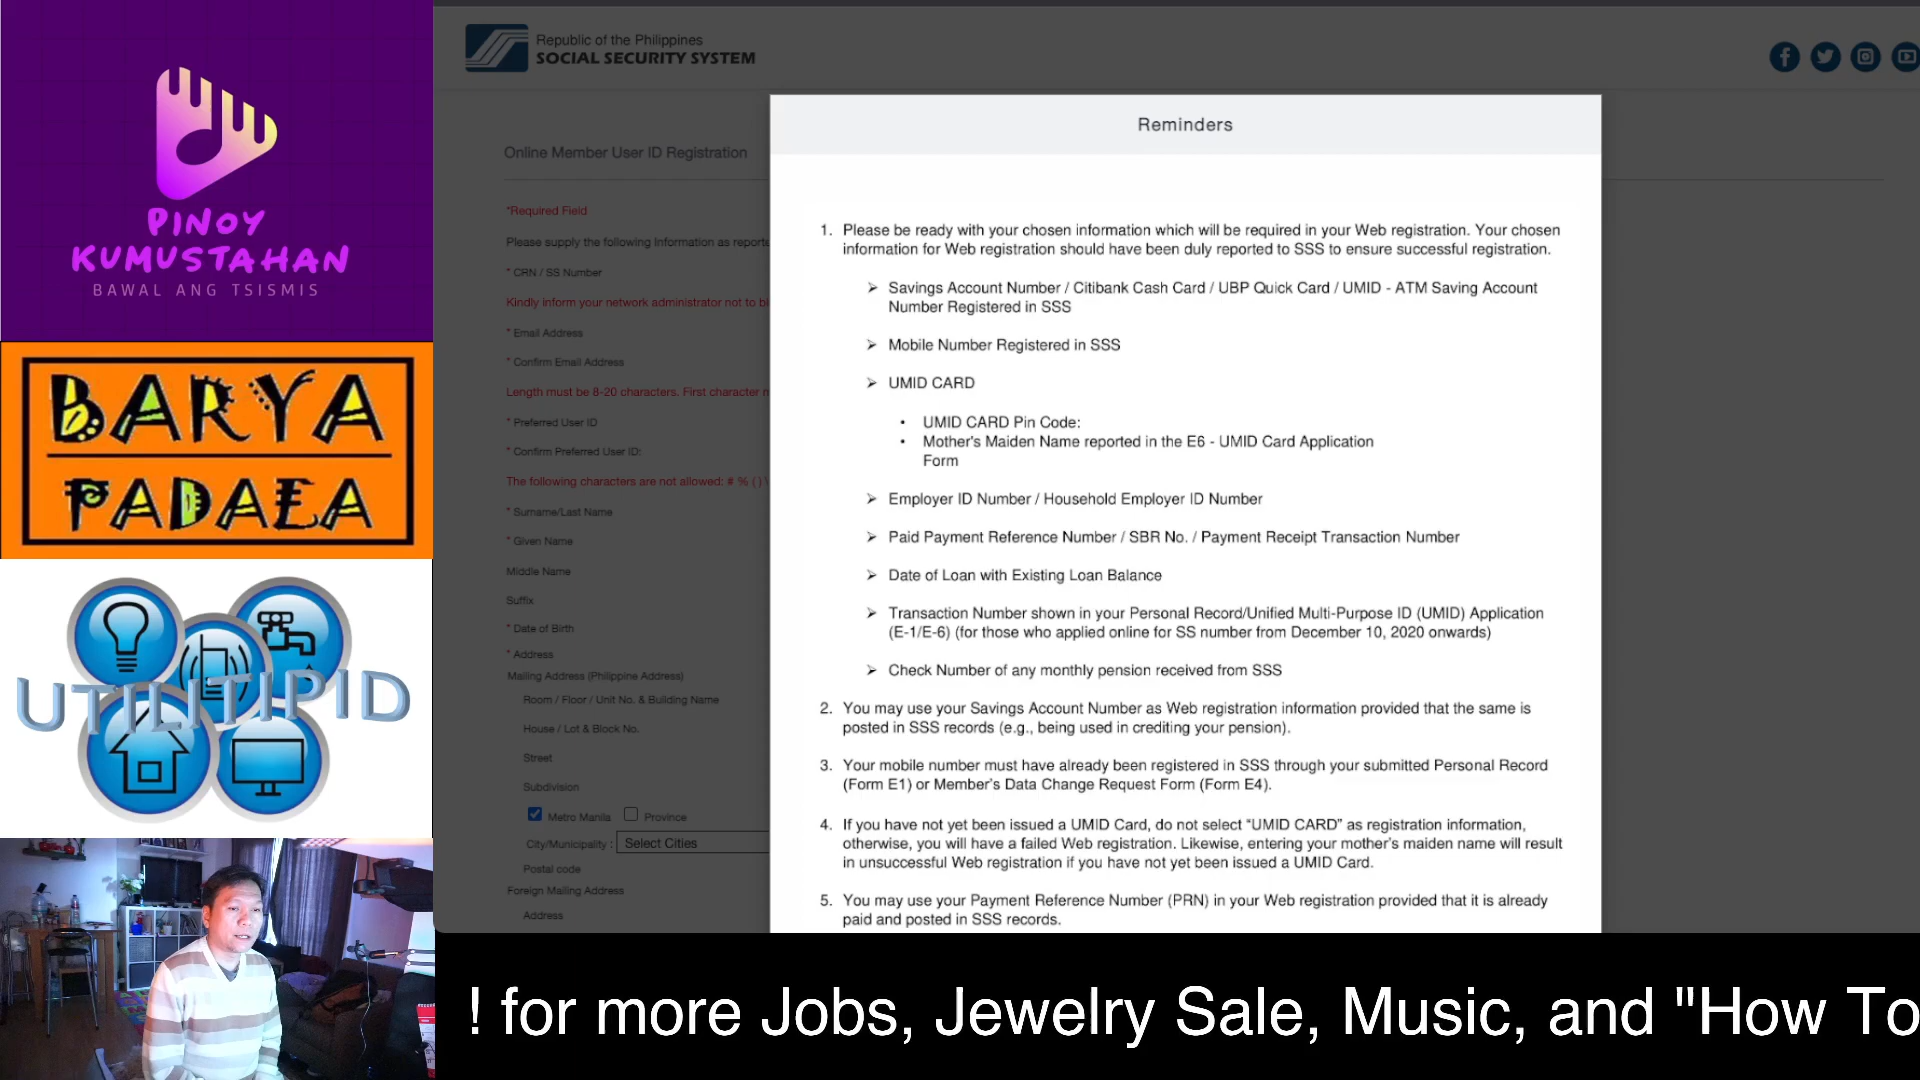 PINOY
KUMUSTAHAN
BAWAL ANG TSISMIS
BARYA
PADALA
UTILITIPID
Republic of the Philippines
SOCIAL SECURITY SYSTEM
Online Member User ID Registration
*Required Field
Please supply the following Information as reporte
* CRN / SS Number
Kindly inform your network administrator not to bl
* Email Address
* Confirm Email Address
Length must be 8-20 characters. First character n
* Preferred User ID
* Confirm Preferred User ID:
The following characters are not allowed: # % ( ) \
* Surname/Last Name
* Given Name
Middle Name
Suffix
* Date of Birth
* Address
Mailing Address (Philippine Address)
Room / Floor / Unit No. & Building Name
House / Lot & Block No.
Street
Subdivision
Metro Manila Province
City/Municipality : Select Cities
Postal code
Foreign Mailing Address
Address
Reminders
1. Please be ready with your chosen information which will be required in your Web registration. Your chosen
information for Web registration should have been duly reported to SSS to ensure successful registration.
➢ Savings Account Number / Citibank Cash Card / UBP Quick Card / UMID - ATM Saving Account
Number Registered in SSS
➢ Mobile Number Registered in SSS
➢ UMID CARD
• UMID CARD Pin Code:
• Mother's Maiden Name reported in the E6 - UMID Card Application
Form
➢ Employer ID Number / Household Employer ID Number
➢ Paid Payment Reference Number / SBR No. / Payment Receipt Transaction Number
➢ Date of Loan with Existing Loan Balance
➢ Transaction Number shown in your Personal Record/Unified Multi-Purpose ID (UMID) Application
(E-1/E-6) (for those who applied online for SS number from December 10, 2020 onwards)
➢ Check Number of any monthly pension received from SSS
2. You may use your Savings Account Number as Web registration information provided that the same is
posted in SSS records (e.g., being used in crediting your pension).
3. Your mobile number must have already been registered in SSS through your submitted Personal Record
(Form E1) or Member's Data Change Request Form (Form E4).
4. If you have not yet been issued a UMID Card, do not select “UMID CARD” as registration information,
otherwise, you will have a failed Web registration. Likewise, entering your mother's maiden name will result
in unsuccessful Web registration if you have not yet been issued a UMID Card.
5. You may use your Payment Reference Number (PRN) in your Web registration provided that it is already
paid and posted in SSS records.
! for more Jobs, Jewelry Sale, Music, and "How To